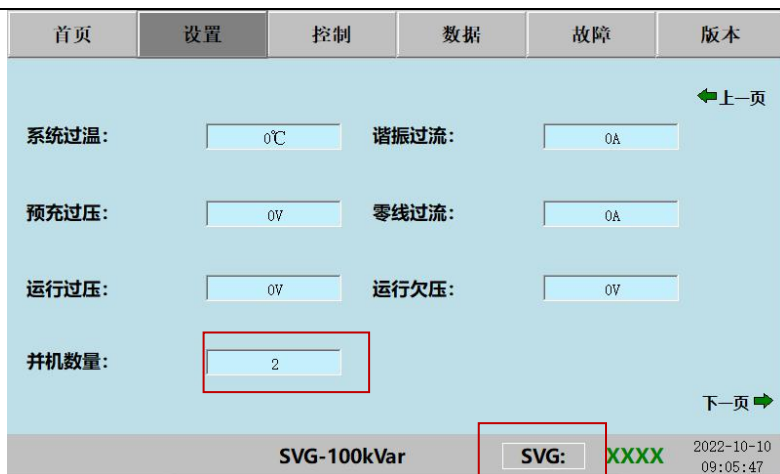 首页 设置 控制 数据 故障 版本
上一页
系统过温： 0℃ 谐振过流： 0A
预充过压： 0V 零线过流： 0A
运行过压： 0V 运行欠压： 0V
并机数量： 2
下一页
SVG-100kVar SVG: XXXX 2022-10-10
09:05:47